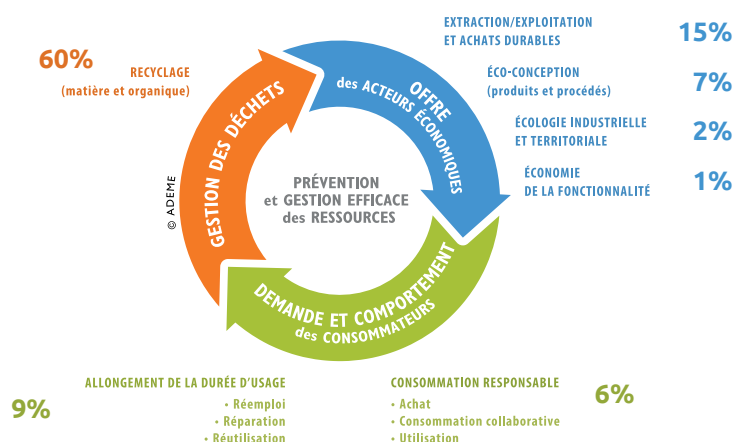 EXTRACTION/EXPLOITATION
ET ACHATS DURABLES
15%
60%
RECYCLAGE
(matière et organique)
ÉCO-CONCEPTION
(produits et procédés)
7%
ÉCOLOGIE INDUSTRIELLE
ET TERRITORIALE
2%
ÉCONOMIE
DE LA FONCTIONNALITÉ
1%
OFFRE
des ACTEURS ÉCONOMIQUES
GESTION DES DÉCHETS
PRÉVENTION
et GESTION EFFICACE
des RESSOURCES
© ADEME
DEMANDE ET COMPORTEMENT
des CONSOMMATEURS
ALLONGEMENT DE LA DURÉE D'USAGE
• Réemploi
• Réparation
• Réutilisation
9%
CONSOMMATION RESPONSABLE
• Achat
• Consommation collaborative
• Utilisation
6%